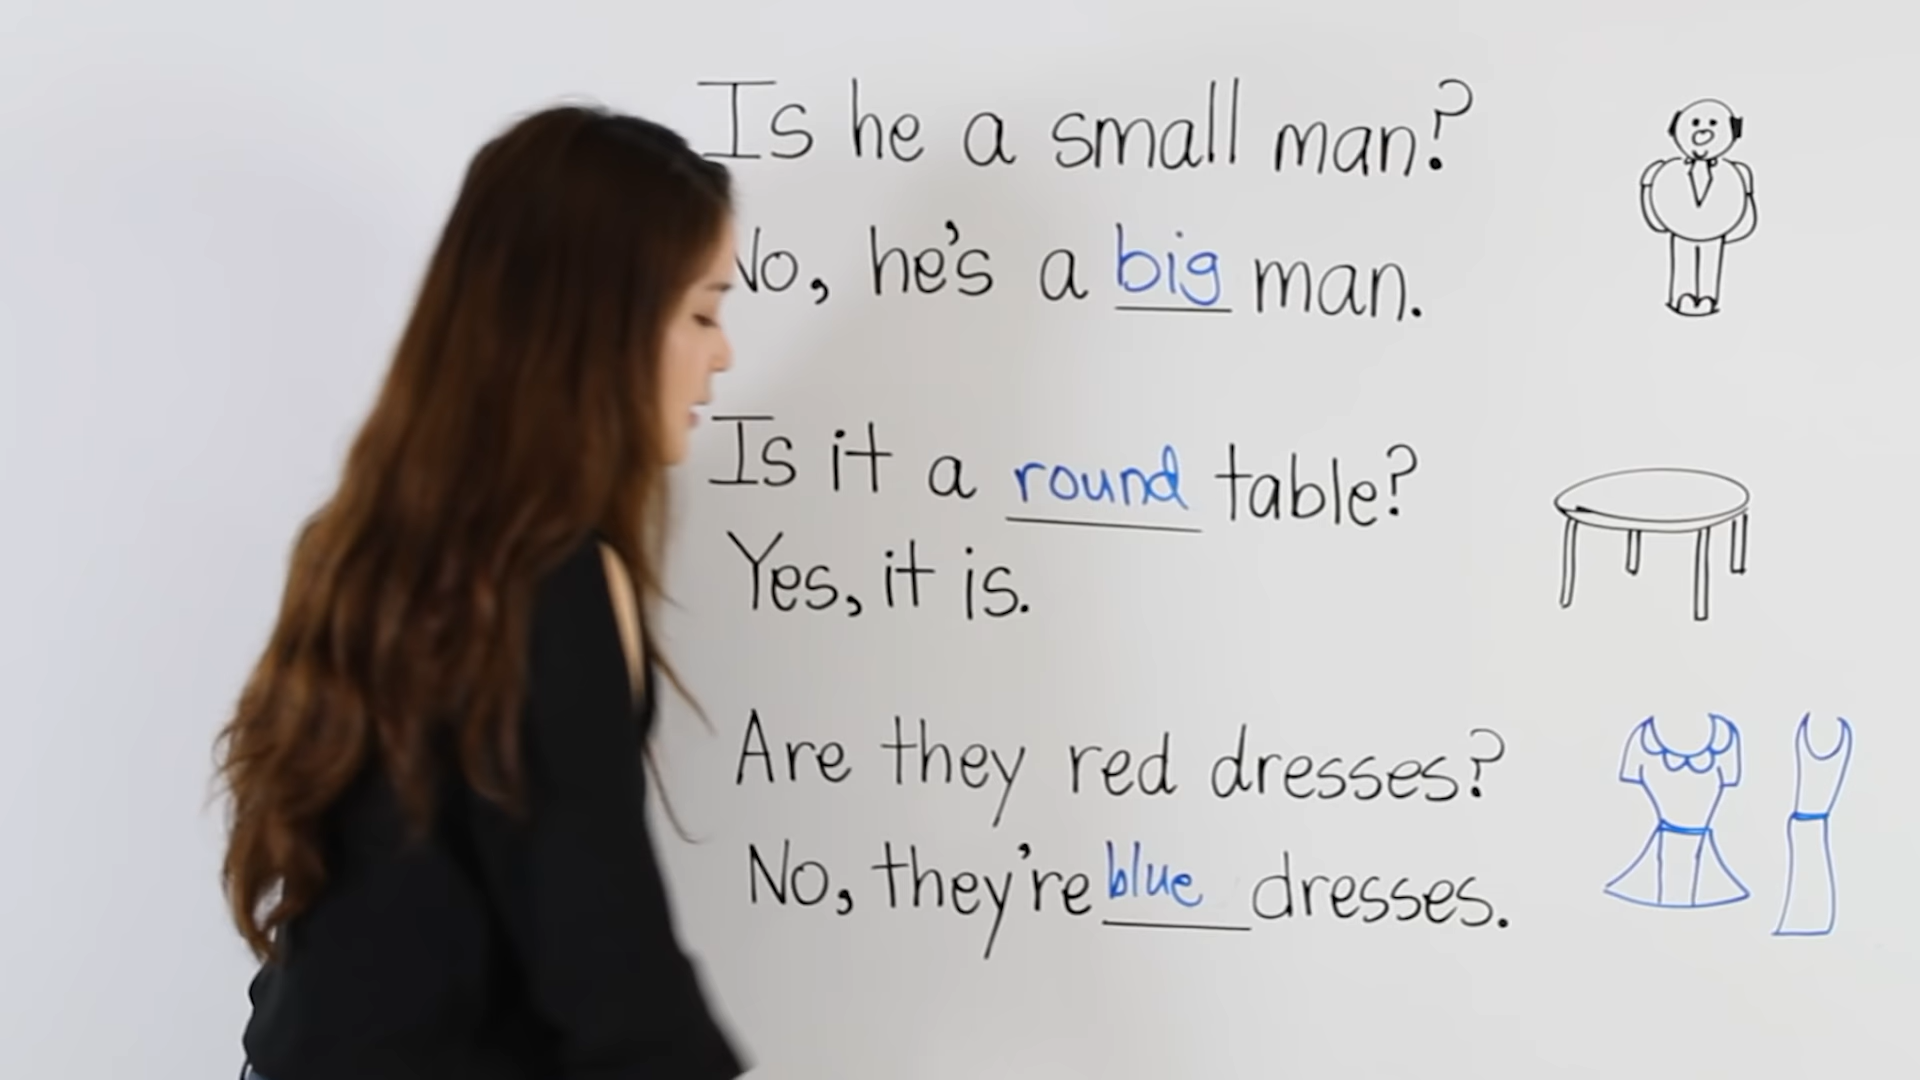 Is he a small man?
No, he's a big man.
Is it a round table?
Yes, it is.
Are they red dresses?
No, they're blue dresses.